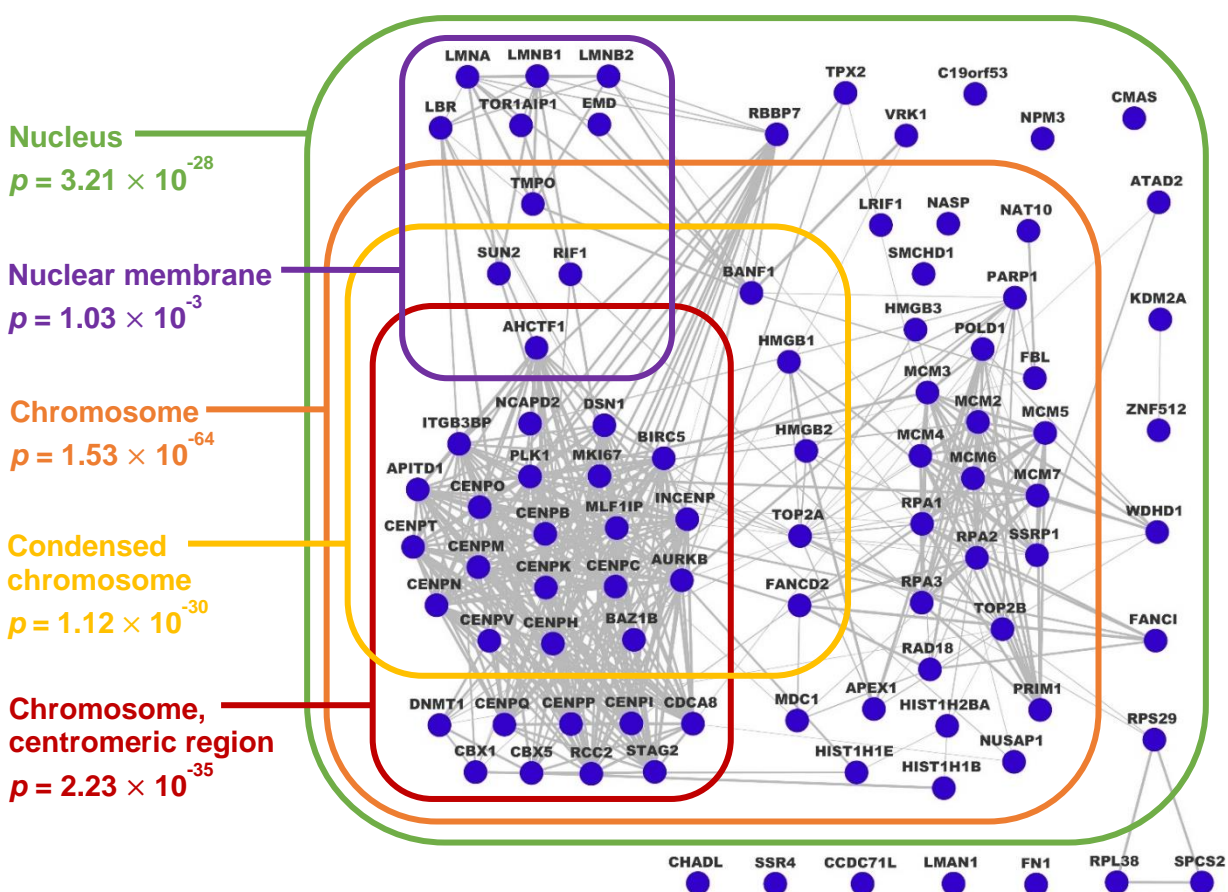 Nucleus
p = 3.21 × 10-28
Nuclear membrane
p = 1.03 × 10-3
Chromosome
p = 1.53 × 10-64
Condensed
chromosome
p = 1.12 × 10-30
Chromosome,
centromeric region
p = 2.23 × 10-35
LMNA LMNB1 LMNB2
TPX2 C19orf53
CMAS
LBR TOR1AIP1 EMD
RBBP7 VRK1 NPM3
TMPO
ATAD2
LRIF1 NASP NAT10
SUN2 RIF1
BANF1 SMCHD1
PARP1
HMGB3 KDM2A
AHCTF1
HMGB1 POLD1
FBL
MCM3
NCAPD2 DSN1
MCM2 MCM5 ZNF512
ITGB3BP BIRC5 HMGB2 MCM4
PLK1 MKI67
APITD1 MCM6 MCM7
CENPO
MLF1IP INCENP RPA1
CENPB TOP2A WDHD1
CENPT RPA2 SSRP1
CENPM CENPK CENPC AURKB
CENPN FANCD2 RPA3
TOP2B FANCI
CENPV CENPH BAZ1B
RAD18
PRIM1
DNMT1 CENPQ CENPP CENPI CDCA8 MDC1 APEX1 HIST1H2BA RPS29
CBX1 CBX5 RCC2 STAG2 HIST1H1E NUSAP1
HIST1H1B
CHADL SSR4 CCDC71L LMAN1 FN1 RPL38 SPCS2